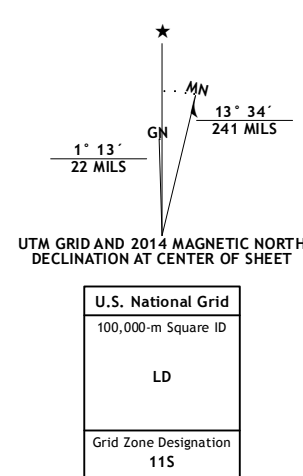 ★
MN
GN
13° 34´
241 MILS
1° 13´
22 MILS
UTM GRID AND 2014 MAGNETIC NORTH
DECLINATION AT CENTER OF SHEET
U.S. National Grid
100,000-m Square ID
LD
Grid Zone Designation
11S